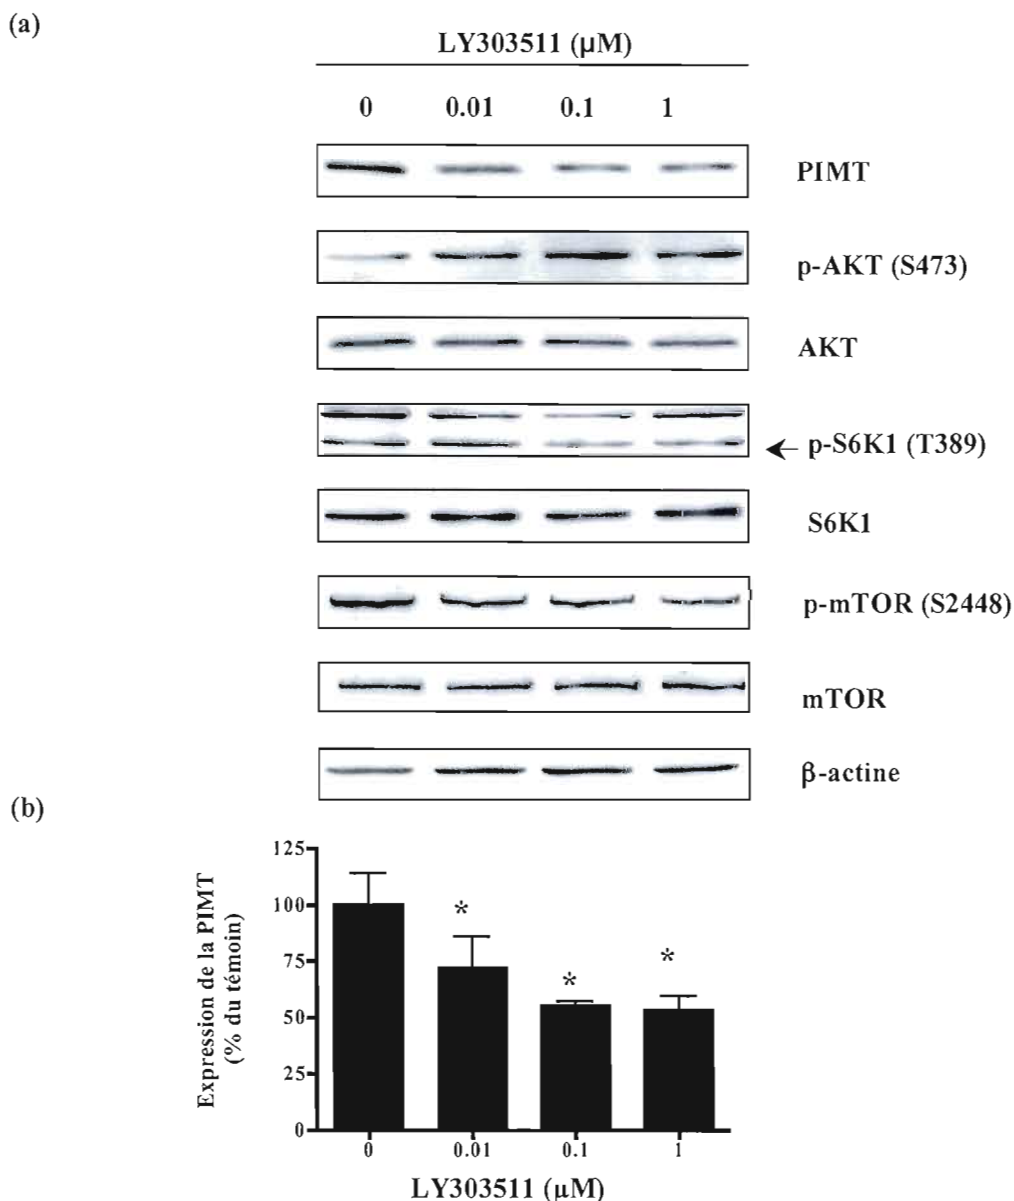 (a)
LY303511 (µM)
0 0.01 0.1 1
PIMT
p-AKT (S473)
AKT
p-S6K1 (T389)
S6K1
p-mTOR (S2448)
mTOR
β-actine
(b)
Expression de la PIMT
(% du témoin)
125
100
75
50
25
0
* * *
0 0.01 0.1 1
LY303511 (µM)